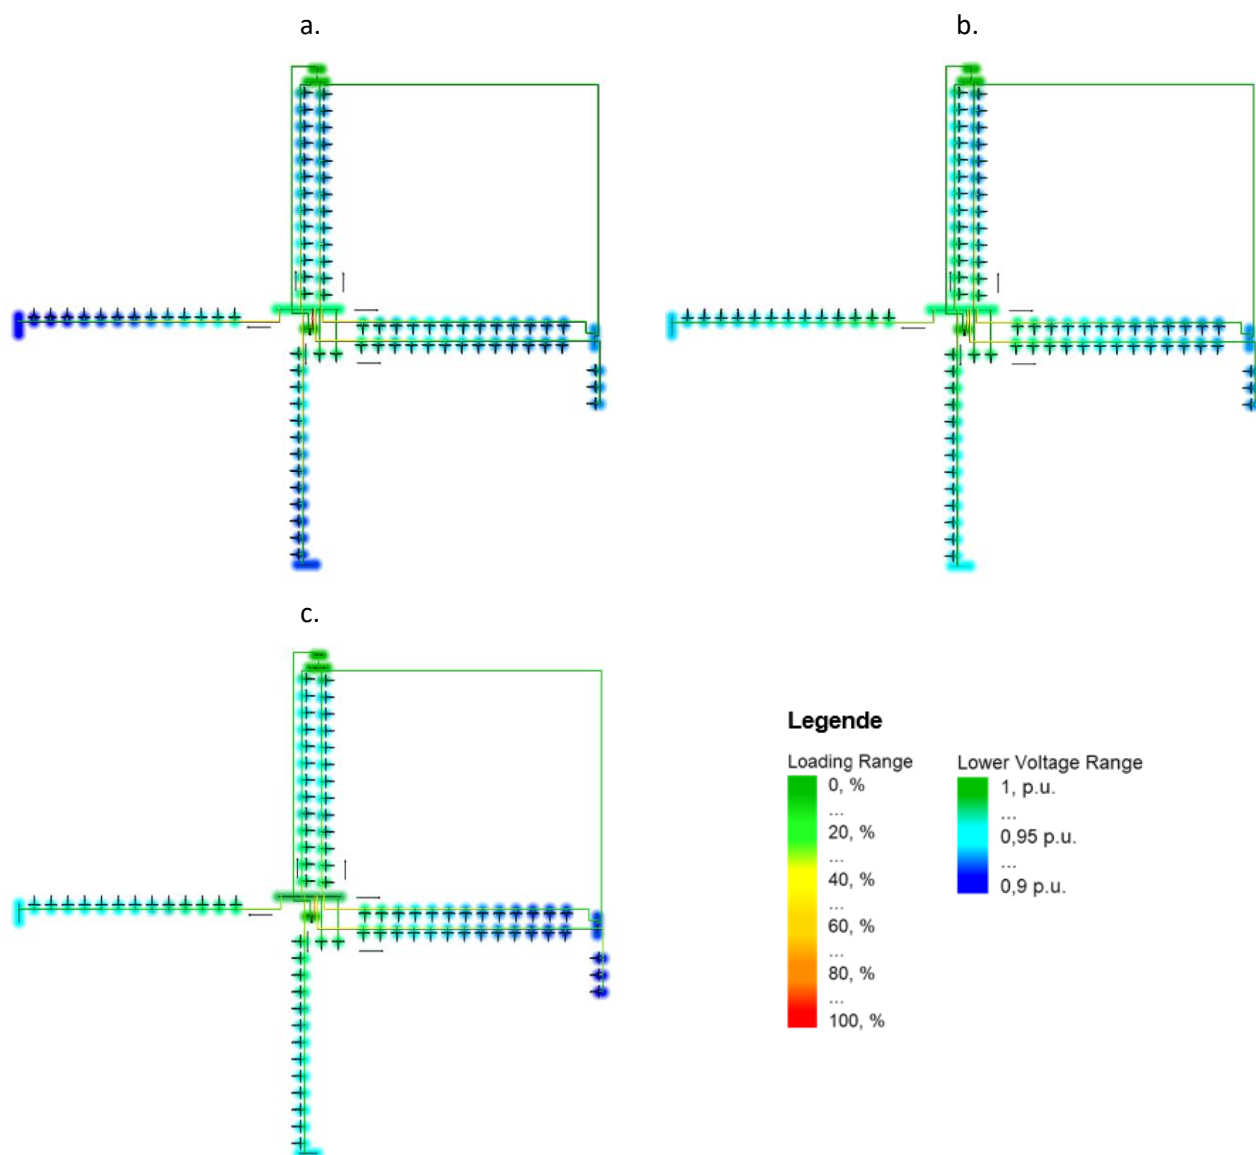 a.
b.
c.
Legende
Loading Range
0, %
...
20, %
...
40, %
...
60, %
...
80, %
...
100, %
Lower Voltage Range
1, p.u.
...
0,95 p.u.
...
0,9 p.u.